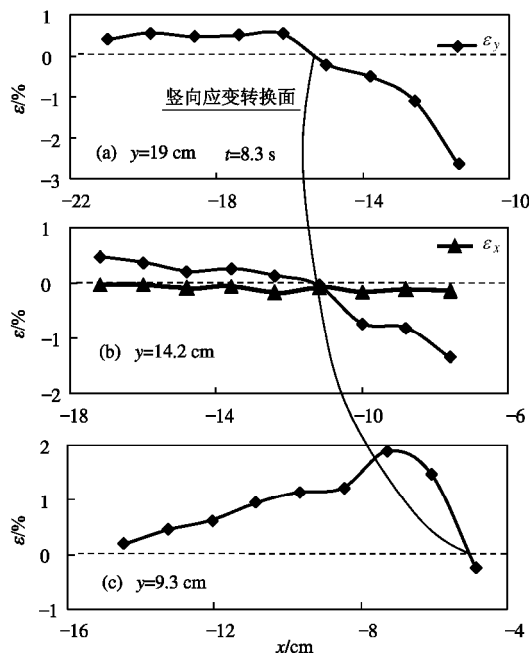 1
0
−1
−2
−3
ε/%
ε_y
竖向应变转换面
(a) y=19 cm t=8.3 s
−22 −18 −14 −10
1
0
−1
−2
ε/%
ε_x
(b) y=14.2 cm
−18 −14 −10 −6
2
1
0
−1
ε/%
(c) y=9.3 cm
−16 −12 −8 −4
x/cm